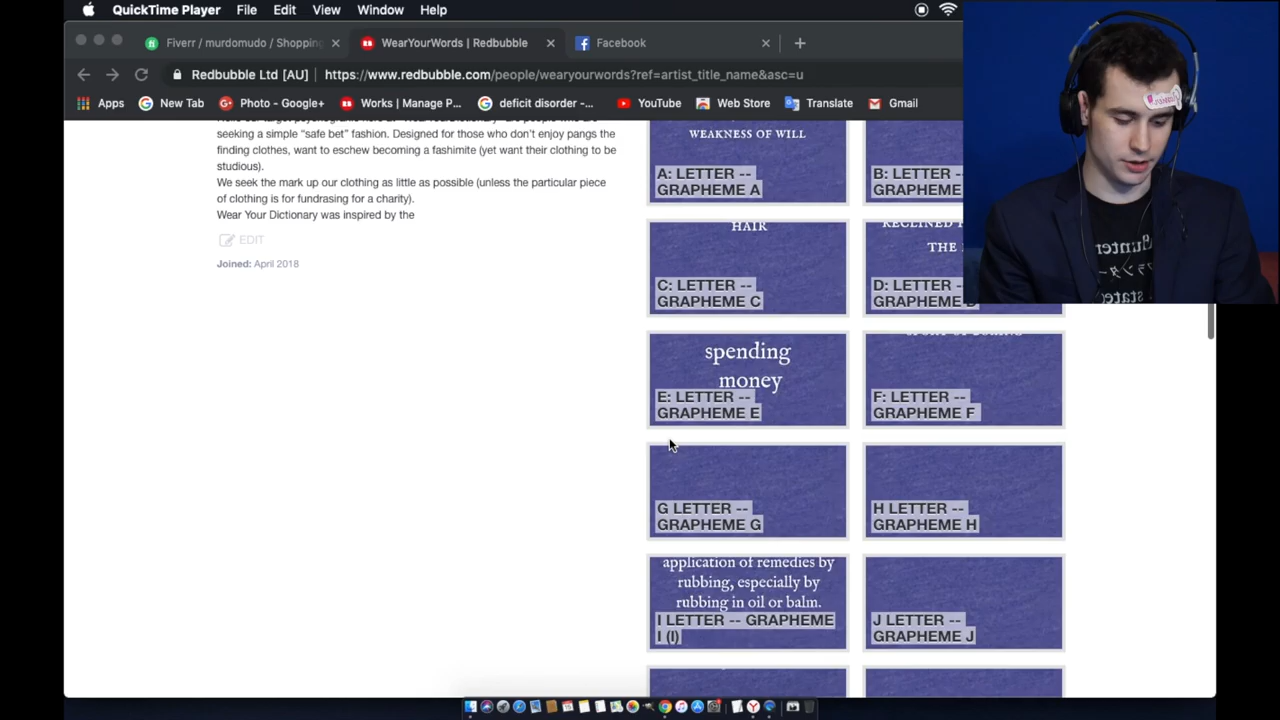 QuickTime Player File Edit View Window Help
Fiverr / murdomudo / Shopping
WearYourWords | Redbubble
Facebook
Redbubble Ltd [AU] | https://www.redbubble.com/people/wearyourwords?ref=artist_title_name&asc=u
Apps New Tab Photo - Google+ Works | Manage P... deficit disorder -... YouTube Web Store Translate Gmail
seeking a simple “safe bet” fashion. Designed for those who don’t enjoy pangs the
finding clothes, want to eschew becoming a fashimite (yet want their clothing to be
studious).
We seek the mark up our clothing as little as possible (unless the particular piece
of clothing is for fundrasing for a charity).
Wear Your Dictionary was inspired by the
EDIT
Joined: April 2018
WEAKNESS OF WILL
A: LETTER --
GRAPHEME A
B: LETTER --
GRAPHEME
HAIR
C: LETTER --
GRAPHEME C
RECLINED
THE
D: LETTER --
GRAPHEME D
spending
money
E: LETTER --
GRAPHEME E
F: LETTER --
GRAPHEME F
G LETTER --
GRAPHEME G
H LETTER --
GRAPHEME H
application of remedies by
rubbing, especially by
rubbing in oil or balm.
I LETTER -- GRAPHEME
I (I)
J LETTER --
GRAPHEME J